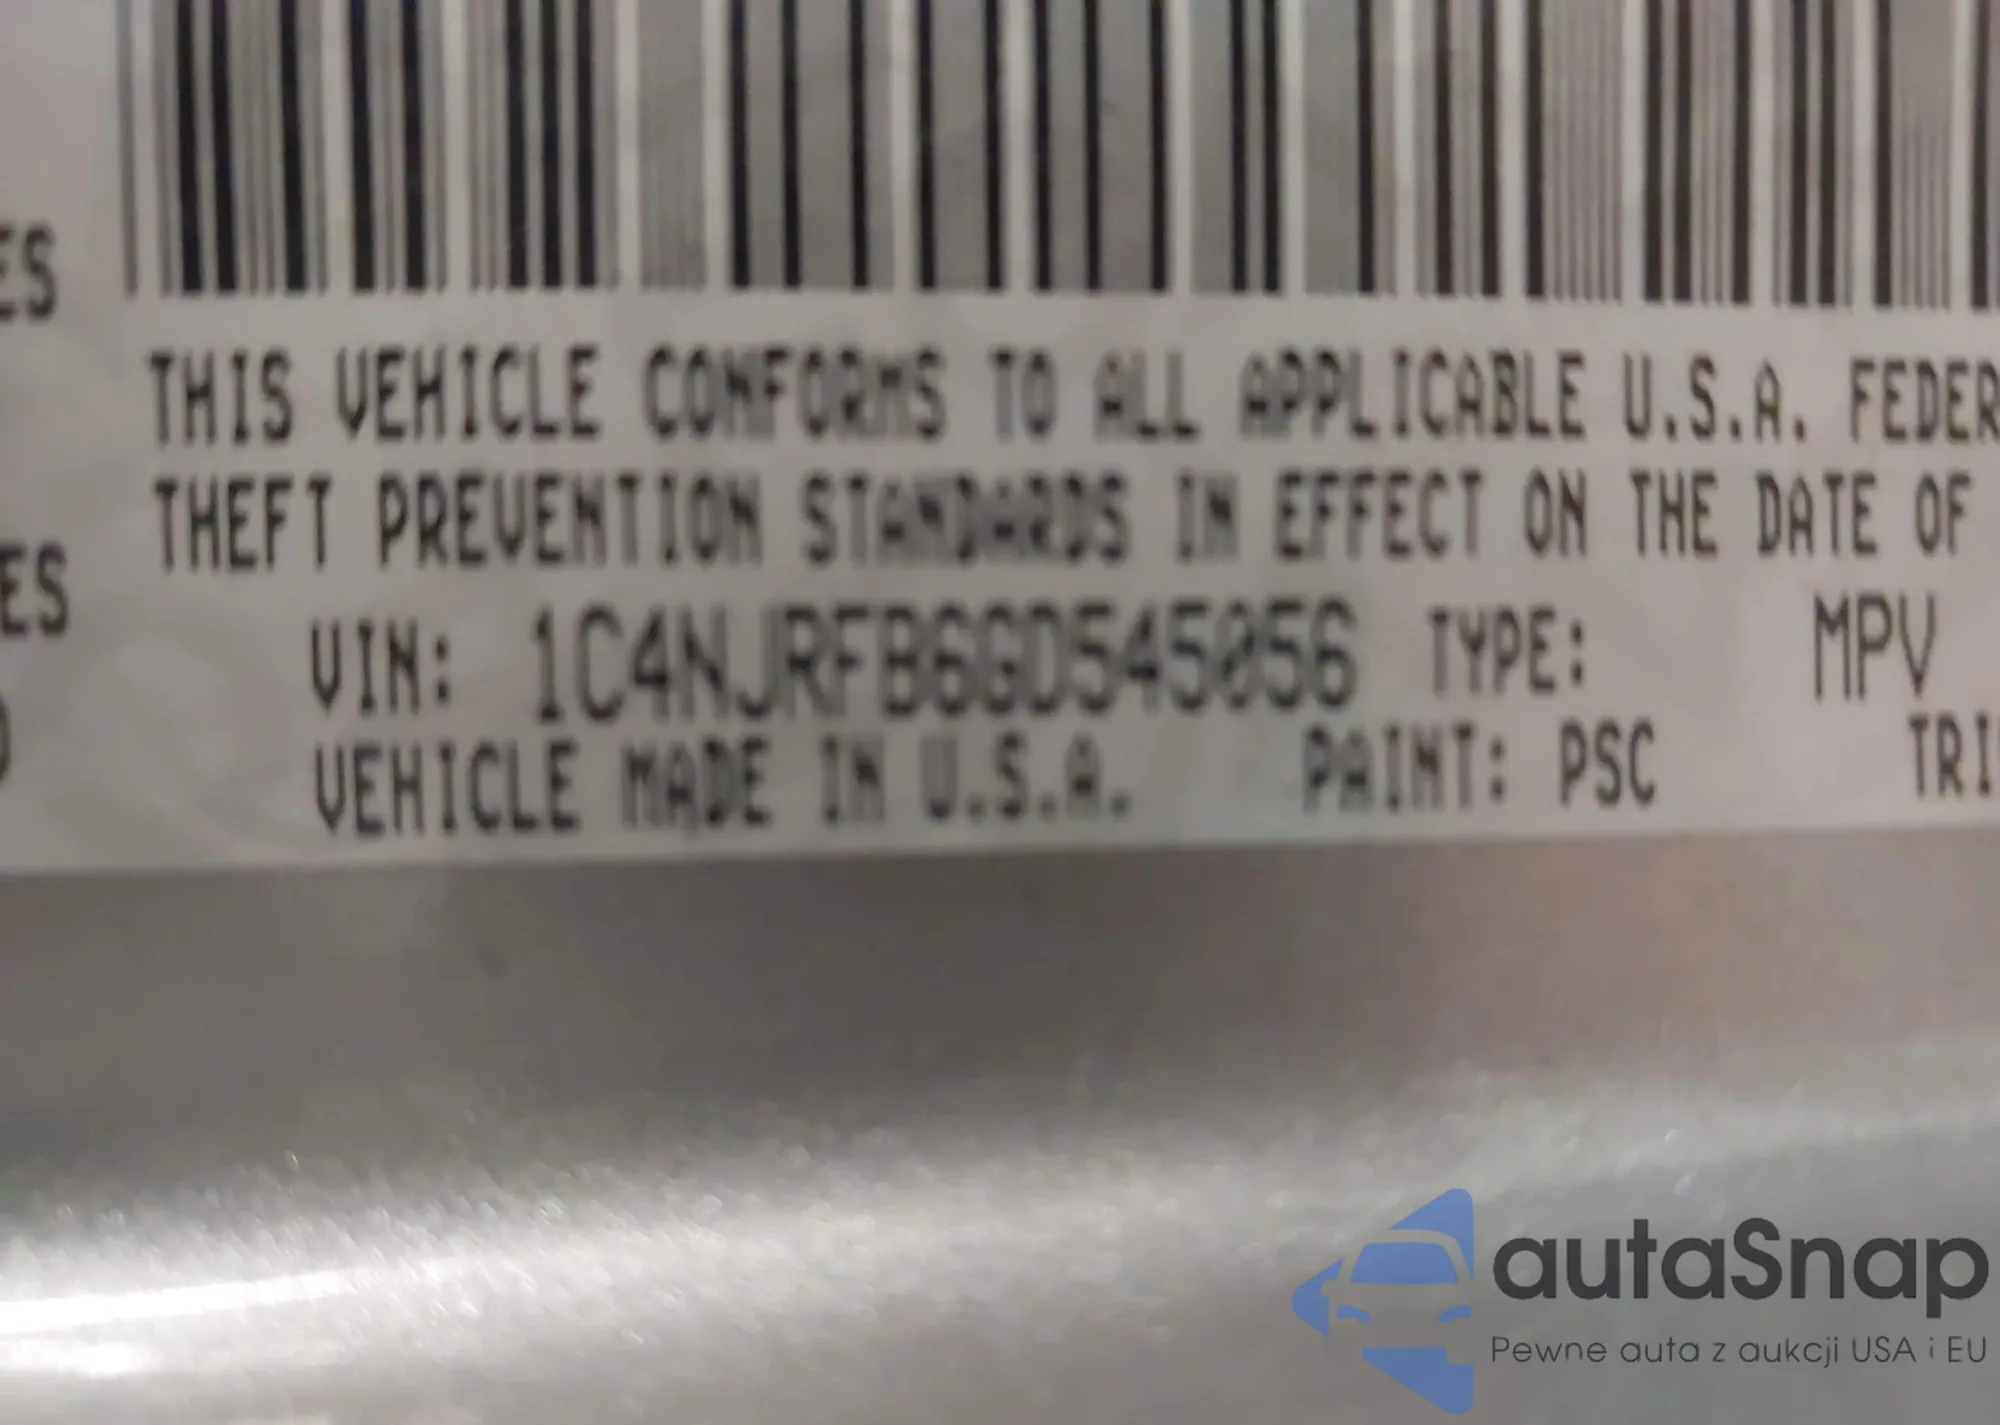 ES
THIS VEHICLE CONFORMS TO ALL APPLICABLE U.S.A. FEDER
THEFT PREVENTION STANDARDS IN EFFECT ON THE DATE OF
ES
VIN: 1C4NJRFB6GD545056 TYPE: MPV
VEHICLE MADE IN U.S.A. PAINT: PSC TRI
autaSnap
Pewne auta z aukcji USA i EU